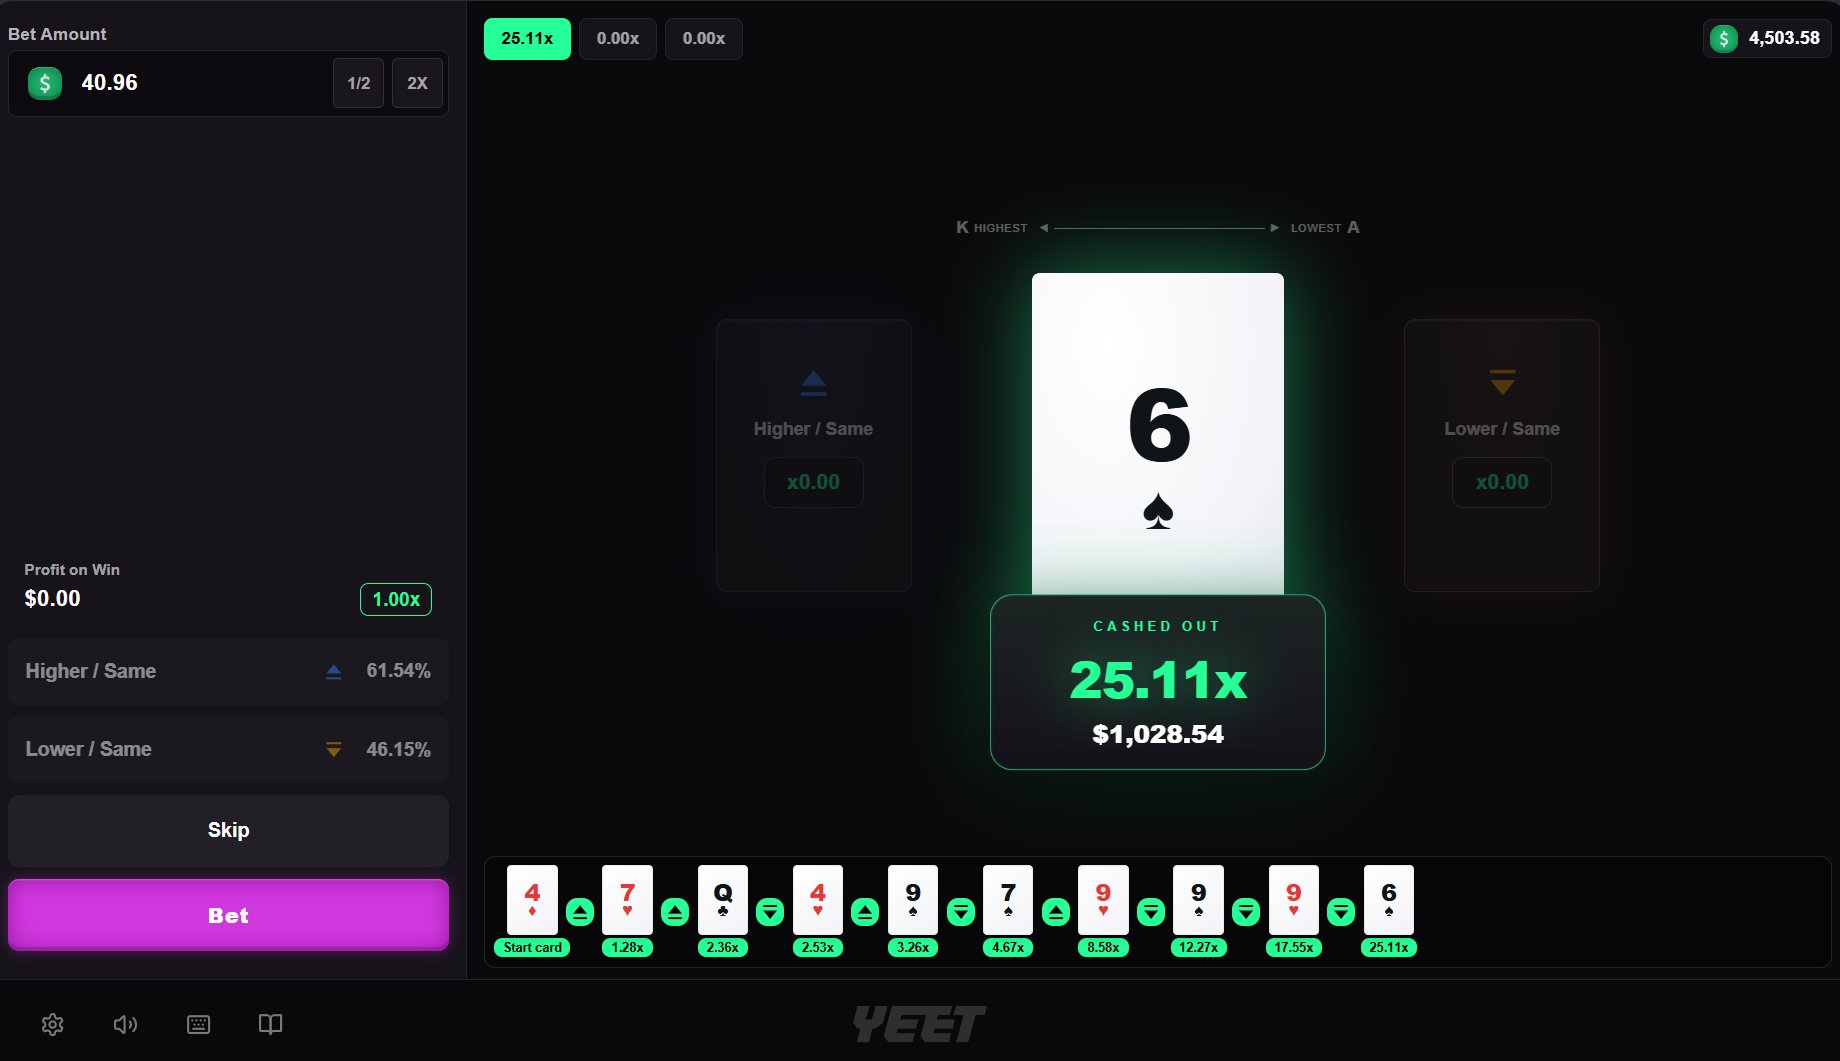 Bet Amount
$ 40.96 1/2 2X
Profit on Win
$0.00 1.00x
Higher / Same 61.54%
Lower / Same 46.15%
Skip
Bet
25.11x 0.00x 0.00x
$ 4,503.58
K HIGHEST LOWEST A
Higher / Same
x0.00
6
♠
Lower / Same
x0.00
CASHED OUT
25.11x
$1,028.54
4 7 Q 4 9 7 9 9 9 6
♦ ♥ ♣ ♥ ♠ ♠ ♥ ♠ ♥ ♠
Start card 1.28x 2.36x 2.53x 3.26x 4.67x 8.58x 12.27x 17.55x 25.11x
YEET